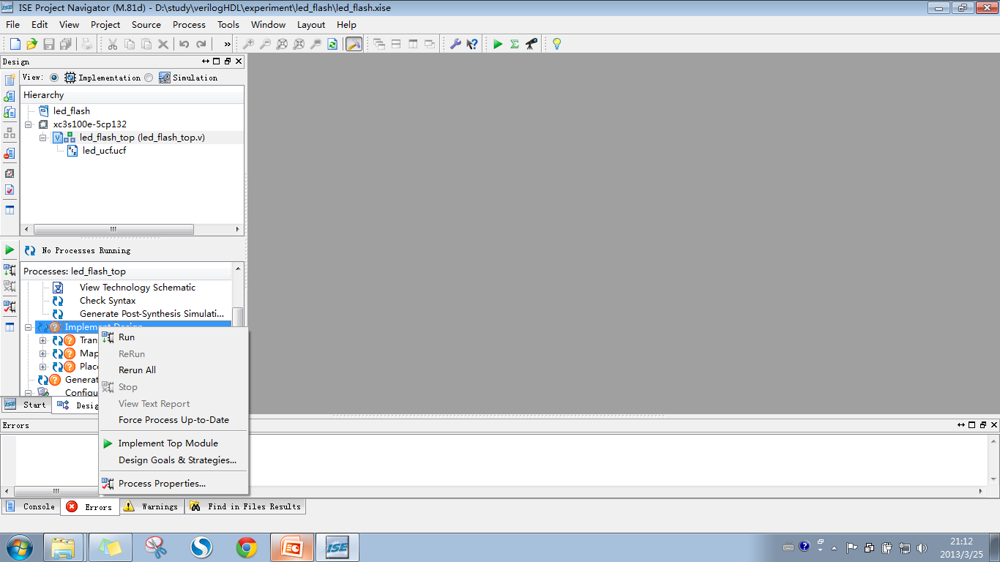 ISE Project Navigator (M.81d) - D:\study\verilogHDL\experiment\led_flash\led_flash.xise
File Edit View Project Source Process Tools Window Layout Help
Design
View: Implementation Simulation
Hierarchy
led_flash
xc3s100e-5cp132
led_flash_top (led_flash_top.v)
led_ucf.ucf
No Processes Running
Processes: led_flash_top
View Technology Schematic
Check Syntax
Generate Post-Synthesis Simulati...
Implement Design
Run
ReRun
Rerun All
Stop
View Text Report
Force Process Up-to-Date
Implement Top Module
Design Goals & Strategies...
Process Properties...
Tran
Map
Place
Generat
Configu
Start Desig
Errors
Console Errors Warnings Find in Files Results
ISE
21:12
2013/3/25